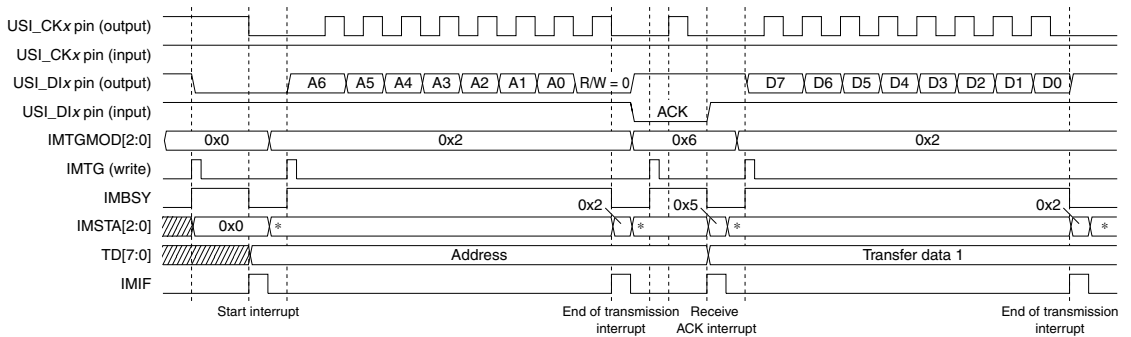 USI_CKx pin (output)
USI_CKx pin (input)
USI_DIx pin (output) A6 A5 A4 A3 A2 A1 A0 R/W = 0 D7 D6 D5 D4 D3 D2 D1 D0
USI_DIx pin (input) ACK
IMTGMOD[2:0] 0x0 0x2 0x6 0x2
IMTG (write)
IMBSY
0x2 0x5 0x2
IMSTA[2:0] 0x0 * * * *
TD[7:0] Address Transfer data 1
IMIF
Start interrupt End of transmission Receive End of transmission
interrupt ACK interrupt interrupt